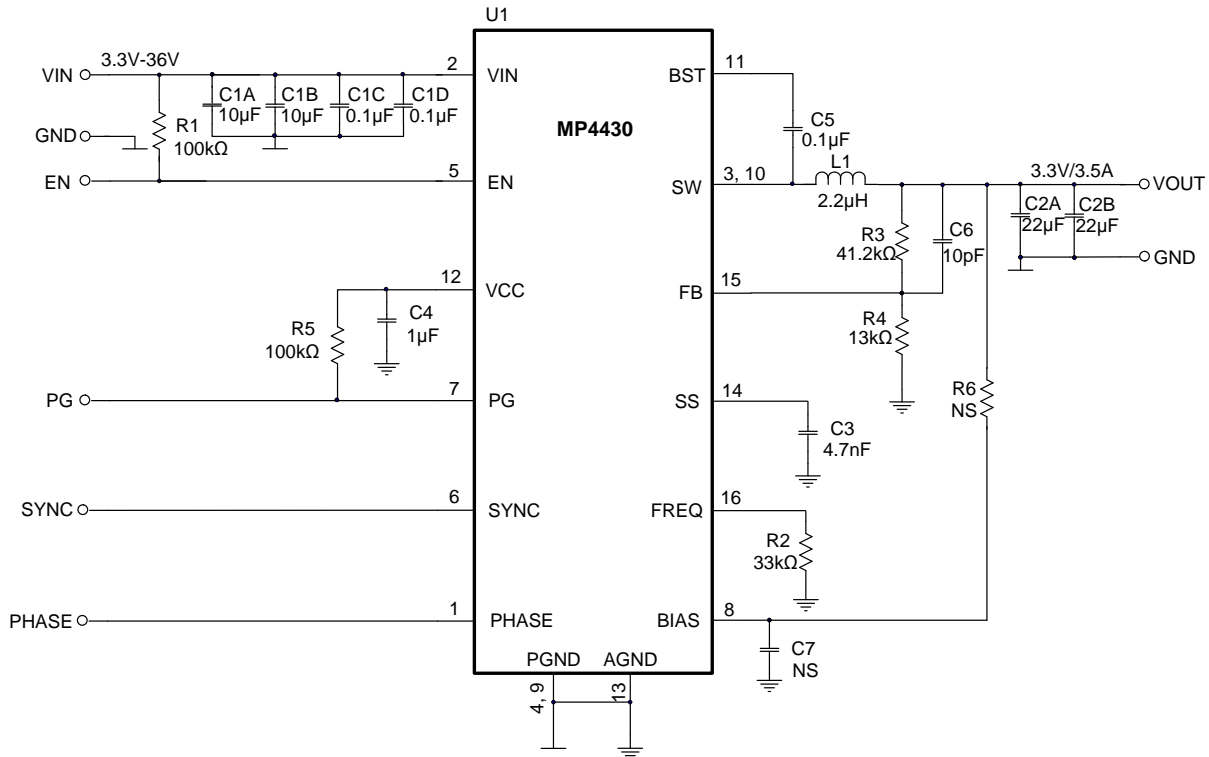 U1
MP4430
VIN
3.3V-36V
2
VIN
C1A
10µF
C1B
10µF
C1C
0.1µF
C1D
0.1µF
GND
R1
100kΩ
EN
5
EN
12
VCC
R5
100kΩ
C4
1µF
PG
7
PG
SYNC
6
SYNC
PHASE
1
PHASE
PGND
AGND
4, 9
13
BST
11
C5
0.1µF
SW
3, 10
L1
2.2µH
3.3V/3.5A
VOUT
C2A
22µF
C2B
22µF
GND
R3
41.2kΩ
C6
10pF
FB
15
R4
13kΩ
R6
NS
SS
14
C3
4.7nF
FREQ
16
R2
33kΩ
BIAS
8
C7
NS